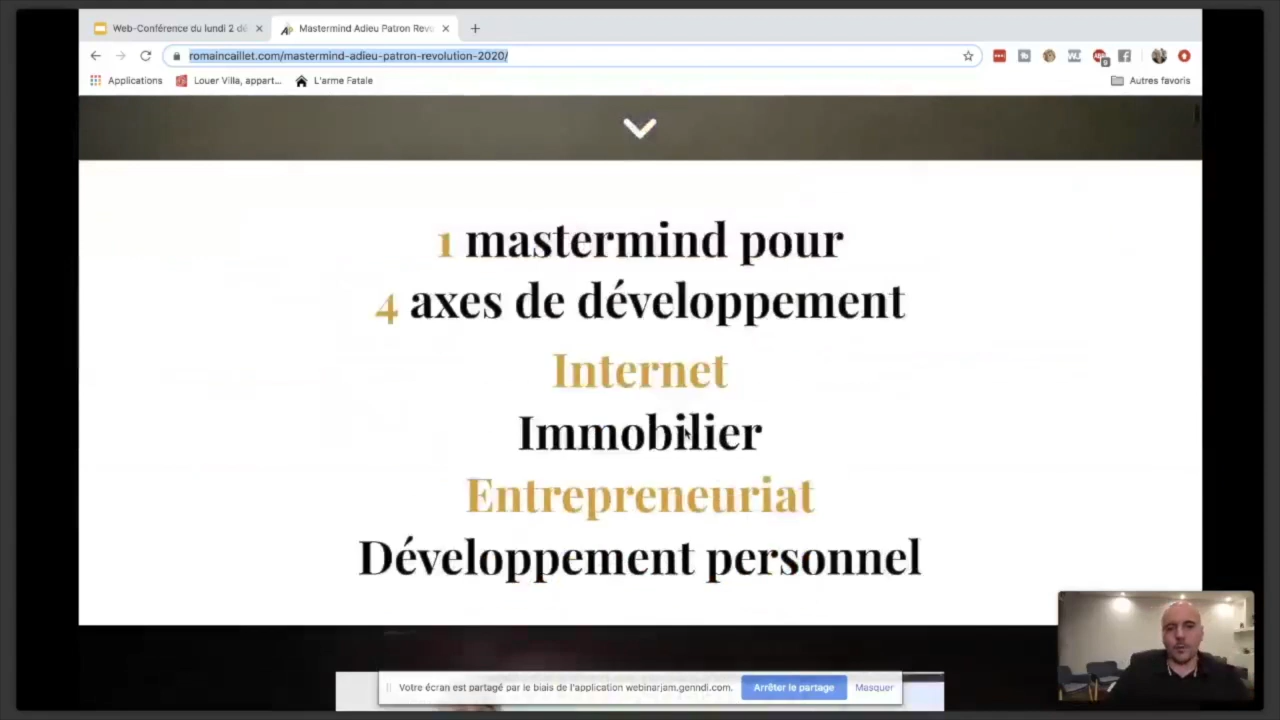 Web-Conférence du lundi 2 dé
Mastermind Adieu Patron Revo
romaincaillet.com/mastermind-adieu-patron-revolution-2020/
Applications
Louer Villa, appart...
L'arme Fatale
Autres favoris
1 mastermind pour
4 axes de développement
Internet
Immobilier
Entrepreneuriat
Développement personnel
Votre écran est partagé par le biais de l'application webinarjam.genndi.com.
Arrêter le partage
Masquer